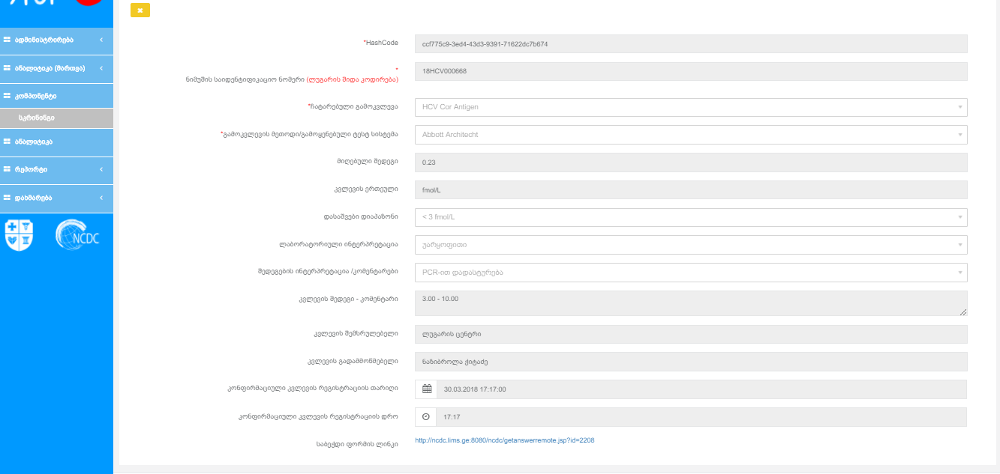 *HashCode
ccf775c9-3ed4-43d3-9391-71622dc7b674
ადმინისტრირება
ანალიტიკა (მართვა)
კომპონენტი
სკრინინგი
ანალიტიკა
რეპორტი
დახმარება
NCDC
*
ნიმუშის საიდენტიფიკაციო ნომერი (ლუგარის შიდა კოდირება)
18HCV000668
*ჩატარებული გამოკვლევა
HCV Cor Antigen
*გამოკვლევის მეთოდი/გამოყენებული ტესტ სისტემა
Abbott Architecht
მიღებული შედეგი
0.23
კვლევის ერთეული
fmol/L
დასაშვები დიაპაზონი
< 3 fmol/L
ლაბორატორიული ინტერპრეტაცია
უარყოფითი
შედეგების ინტერპრეტაცია /კომენტარები
PCR-ით დადასტურება
კვლევის შედეგი - კომენტარი
3.00 - 10.00
კვლევის შემსრულებელი
ლუგარის ცენტრი
კვლევის გადამმოწმებელი
ნაზიბროლა ქიტაძე
კონფირმაციული კვლევის რეგისტრაციის თარიღი
30.03.2018 17:17:00
კონფირმაციული კვლევის რეგისტრაციის დრო
17:17
საბეჭდი ფორმის ლინკი
http://ncdc.lims.ge:8080/ncdc/getanswerremote.jsp?id=2208